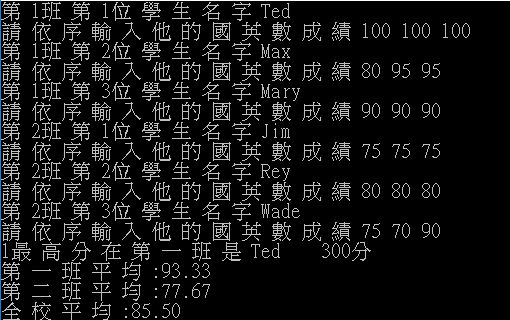 第 1班 第 1位 學生名字 Ted
請依序輸入他的國英數成績 100 100 100
第 1班 第 2位 學生名字 Max
請依序輸入他的國英數成績 80 95 95
第 1班 第 3位 學生名字 Mary
請依序輸入他的國英數成績 90 90 90
第 2班 第 1位 學生名字 Jim
請依序輸入他的國英數成績 75 75 75
第 2班 第 2位 學生名字 Rey
請依序輸入他的國英數成績 80 80 80
第 2班 第 3位 學生名字 Wade
請依序輸入他的國英數成績 75 70 90
1最高分在第一班是Ted    300分
第一班平均:93.33
第二班平均:77.67
全校平均:85.50